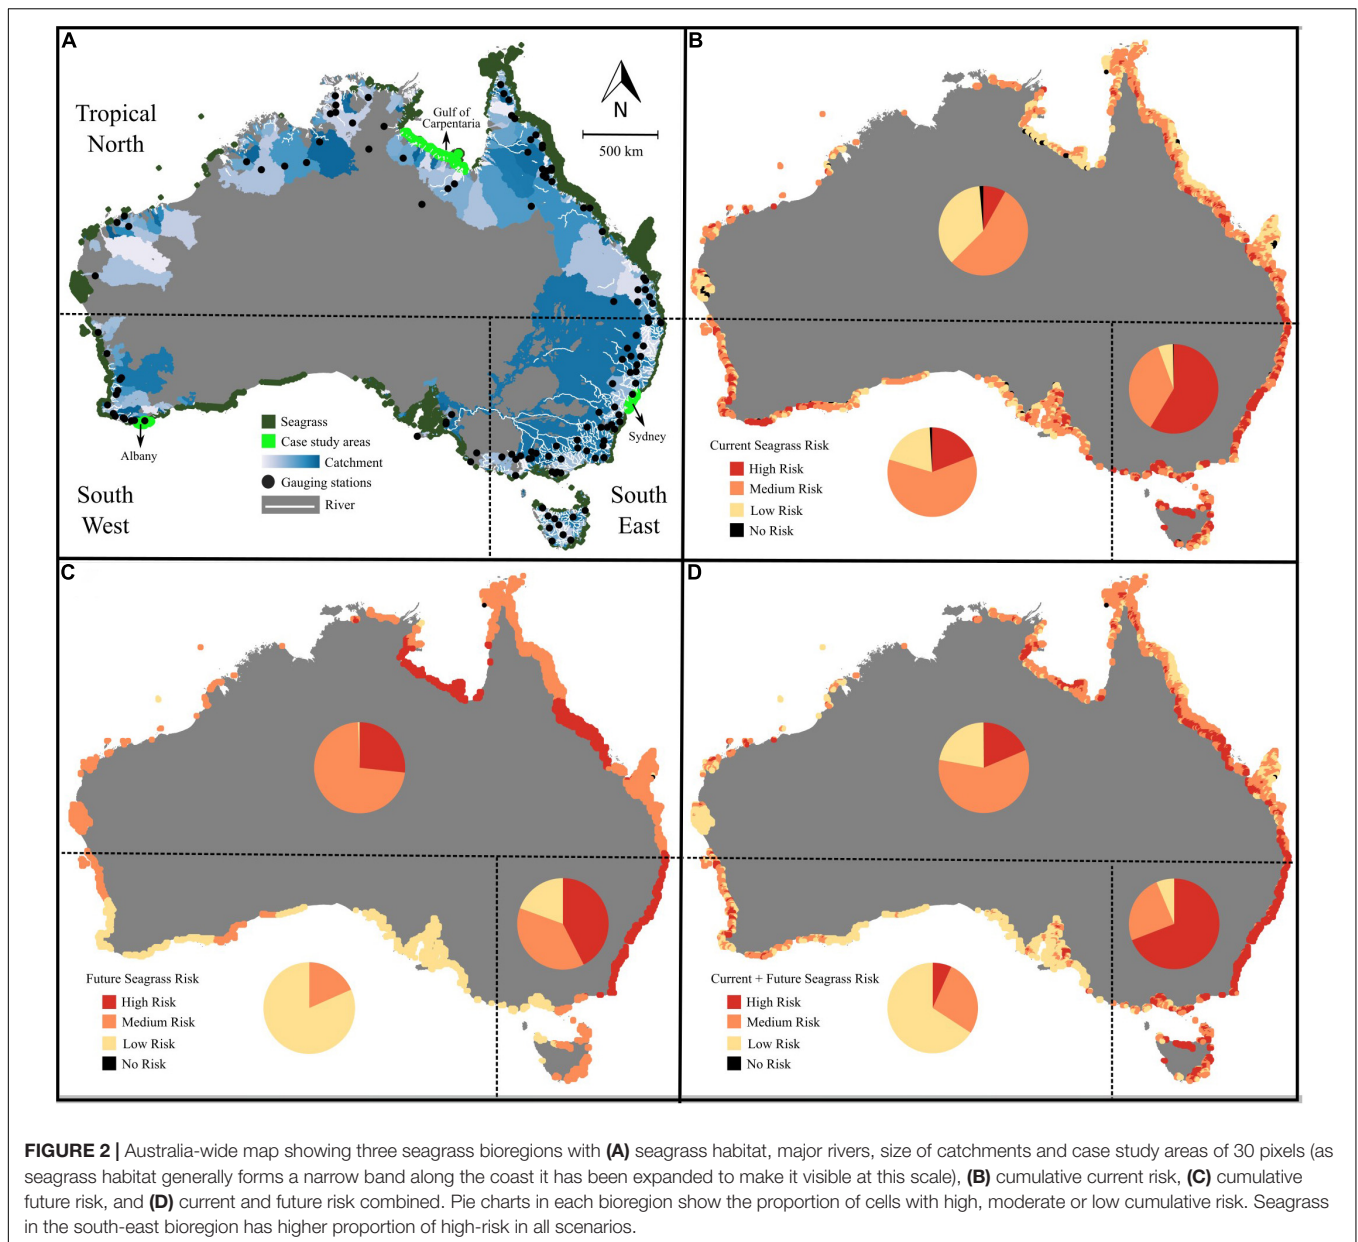 A
Tropical
North
Gulf of
Carpentaria
N
500 km
Seagrass
Case study areas
Catchment
Gauging stations
River
Albany
Sydney
South
West
South
East
B
Current Seagrass Risk
High Risk
Medium Risk
Low Risk
No Risk
C
Future Seagrass Risk
High Risk
Medium Risk
Low Risk
No Risk
D
Current + Future Seagrass Risk
High Risk
Medium Risk
Low Risk
No Risk
FIGURE 2 | Australia-wide map showing three seagrass bioregions with (A) seagrass habitat, major rivers, size of catchments and case study areas of 30 pixels (as
seagrass habitat generally forms a narrow band along the coast it has been expanded to make it visible at this scale), (B) cumulative current risk, (C) cumulative
future risk, and (D) current and future risk combined. Pie charts in each bioregion show the proportion of cells with high, moderate or low cumulative risk. Seagrass
in the south-east bioregion has higher proportion of high-risk in all scenarios.